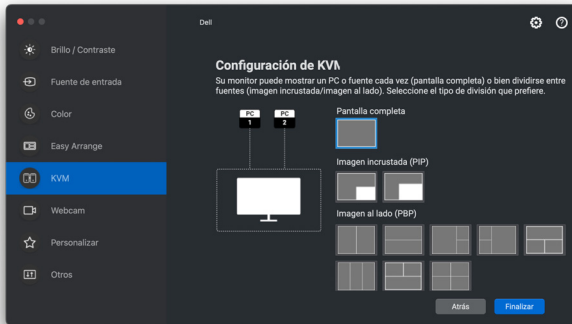 Dell
Brillo / Contraste
Fuente de entrada
Color
Easy Arrange
KVM
Webcam
Personalizar
Otros
Configuración de KVM
Su monitor puede mostrar un PC o fuente cada vez (pantalla completa) o bien dividirse entre
fuentes (imagen incrustada/imagen al lado). Seleccione el tipo de división que prefiere.
PC
1
PC
2
Pantalla completa
Imagen incrustada (PIP)
Imagen al lado (PBP)
Atrás
Finalizar